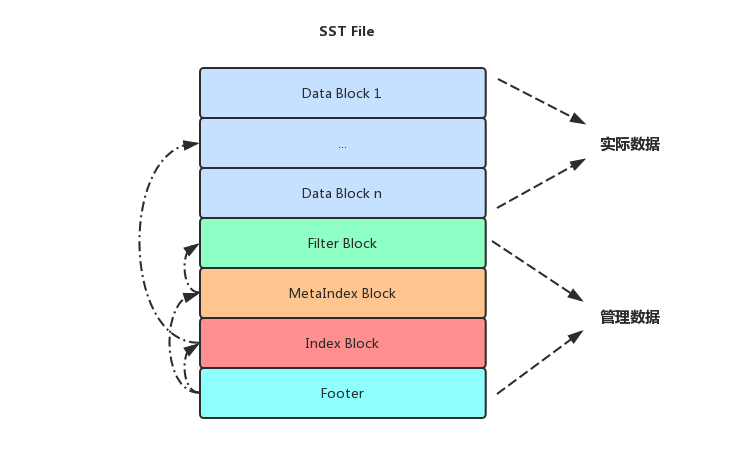 SST File
Data Block 1
...
实际数据
Data Block n
Filter Block
MetaIndex Block
管理数据
Index Block
Footer